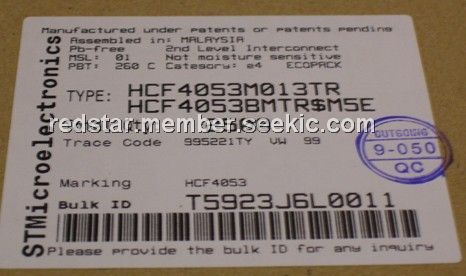 Manufactured under patents or patents pending
Assembled in: MALAYSIA
Pb-free 2nd Level Interconnect
MSL: 01 Not moisture sensitive
PBT: 260 C Category: e4 ECOPACK
TYPE: HCF4053M013TR
HCF4053BMTR$M5E
redstar-member.seekic.com
Trace Code 995221TY VW 99
Marking HCF4053
Bulk ID T5923J6L0011
Please provide the bulk ID for any inquiry
STMicroelectronics
OUTGOING
9-050
QC